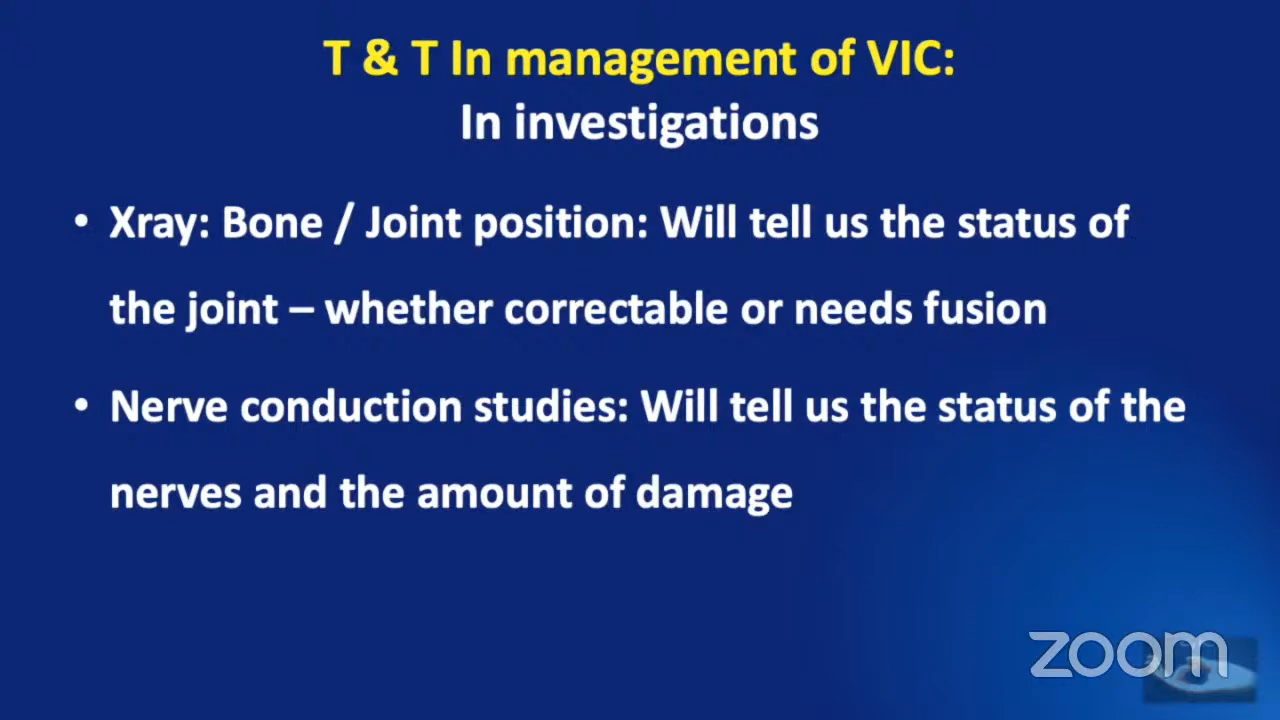 T & T In management of VIC:
In investigations
• Xray: Bone / Joint position: Will tell us the status of
the joint – whether correctable or needs fusion
• Nerve conduction studies: Will tell us the status of the
nerves and the amount of damage
zoom